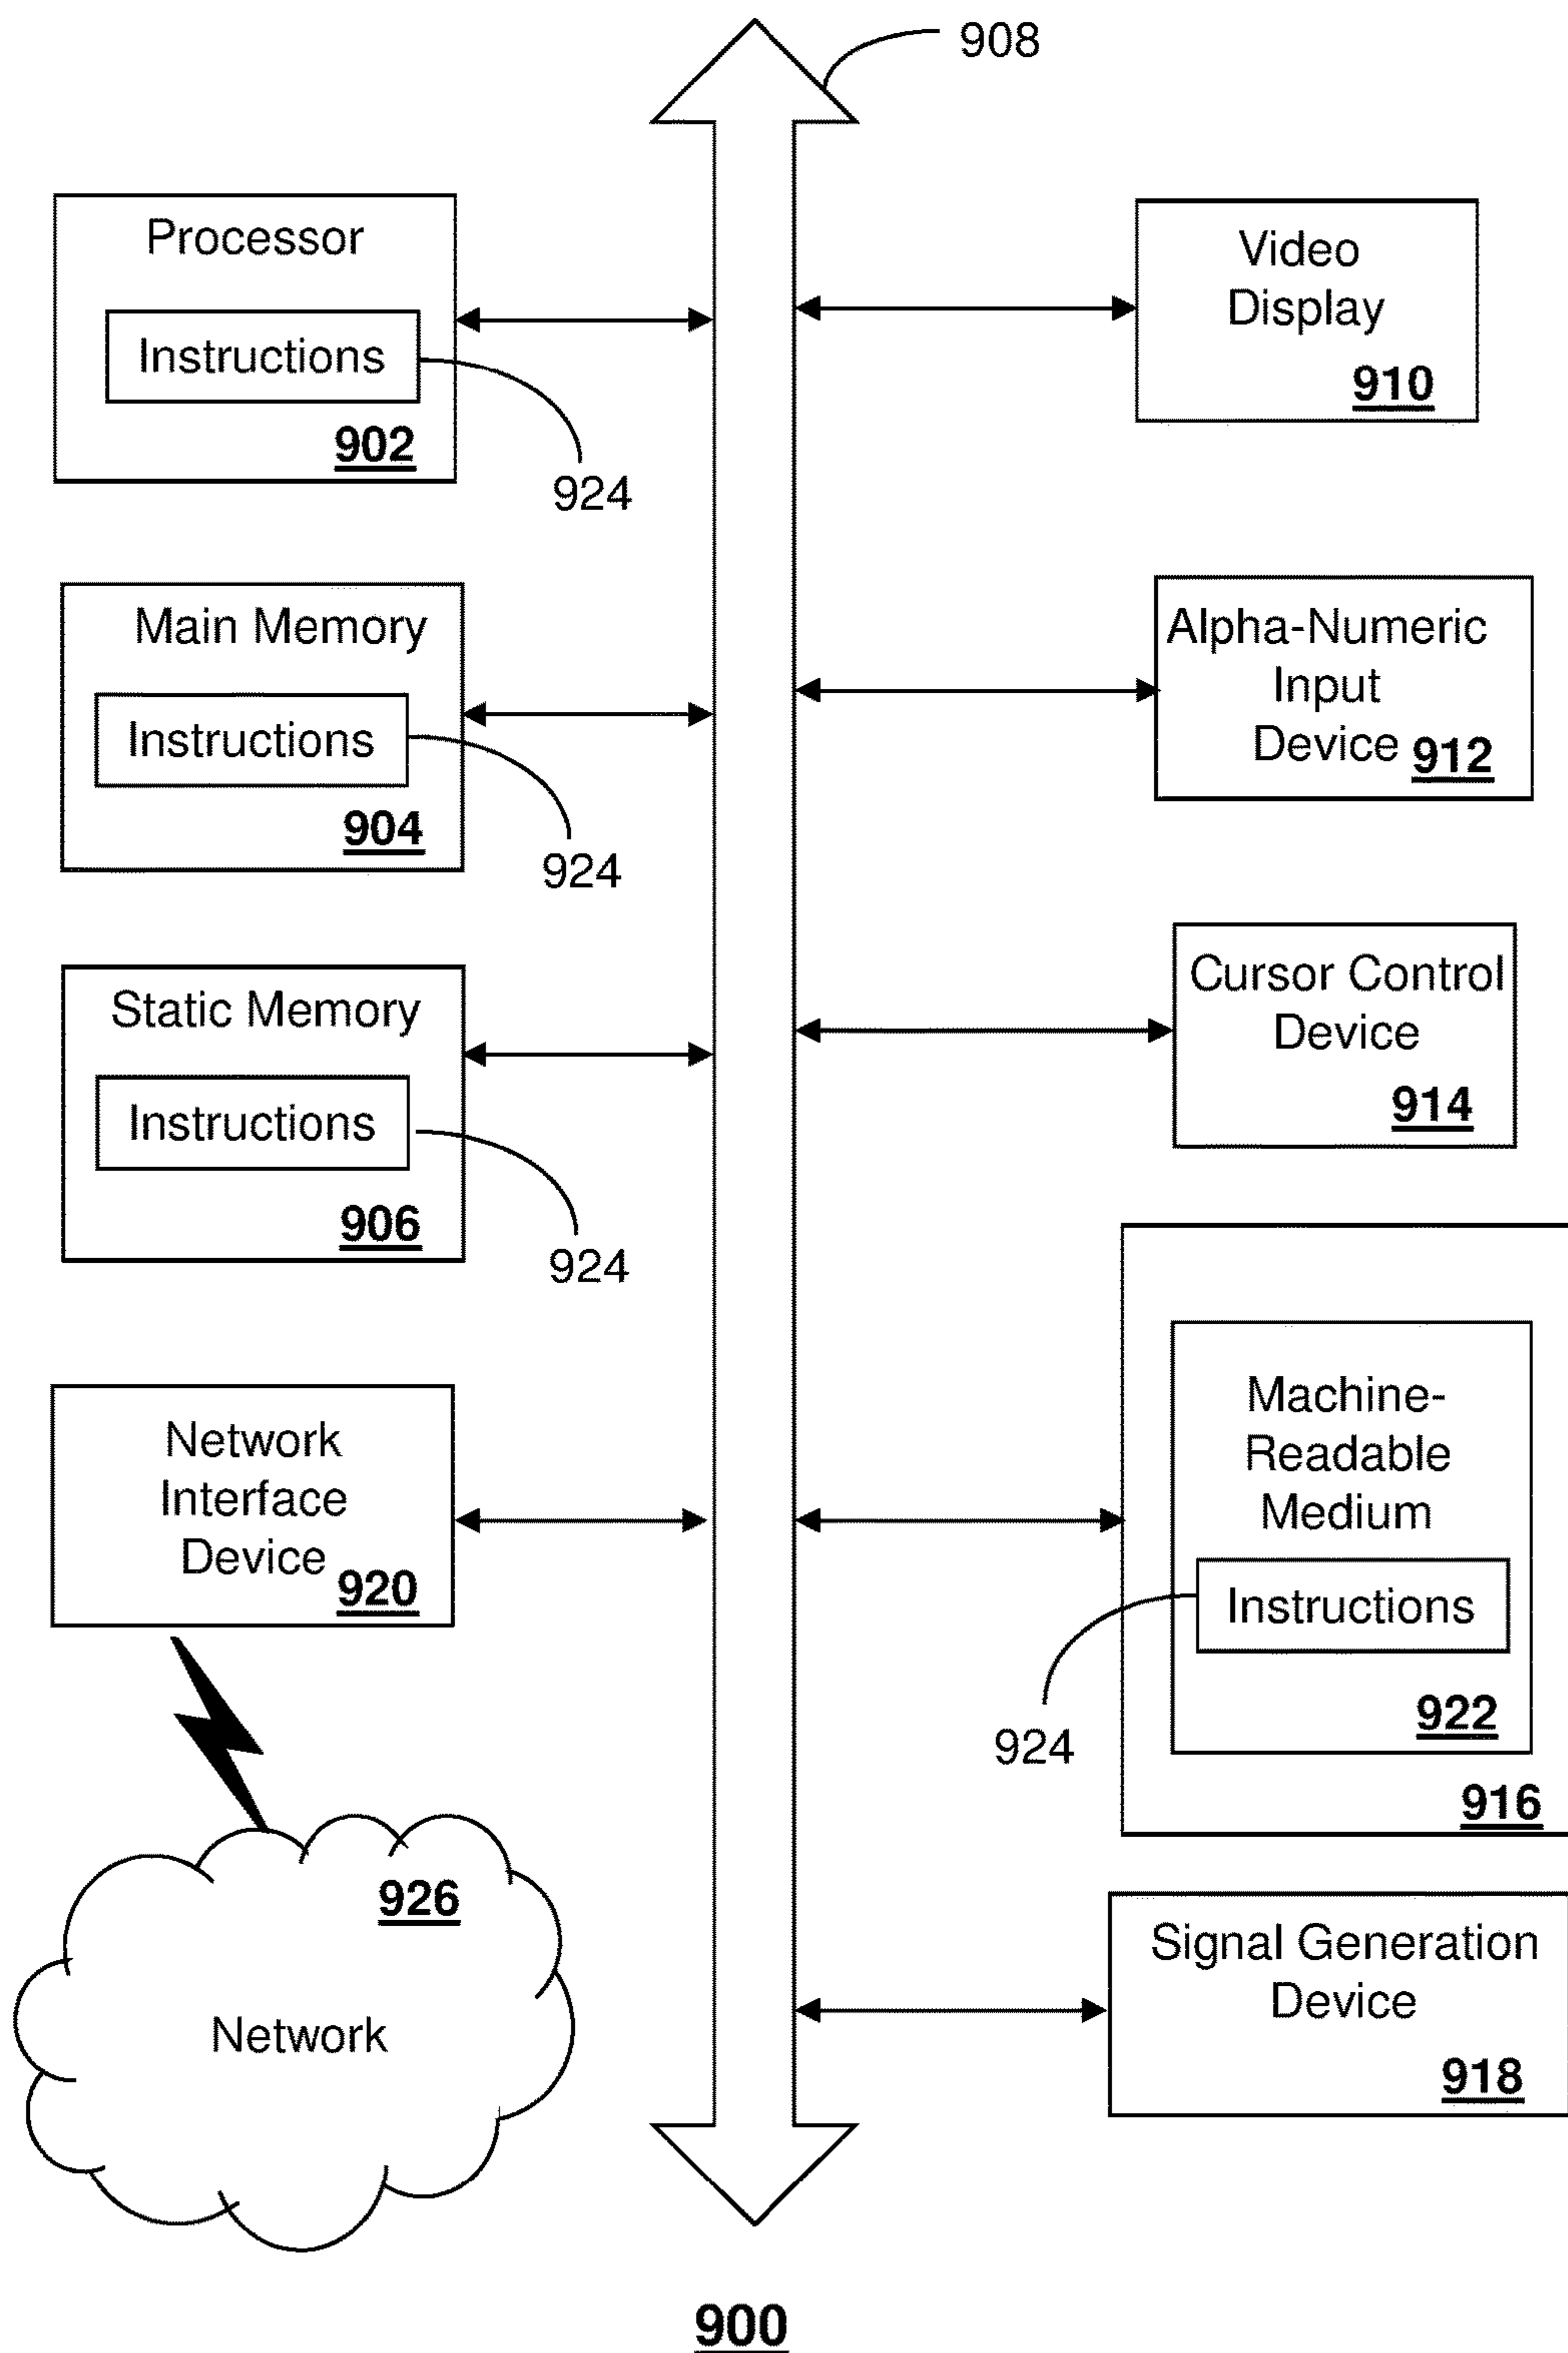 908
Processor
Instructions
902
924
Main Memory
Instructions
904
924
Static Memory
Instructions
906
924
Network
Interface
Device
920
926
Network
Video
Display
910
Alpha-Numeric
Input
Device 912
Cursor Control
Device
914
Machine-
Readable
Medium
Instructions
924
922
916
Signal Generation
Device
918
900